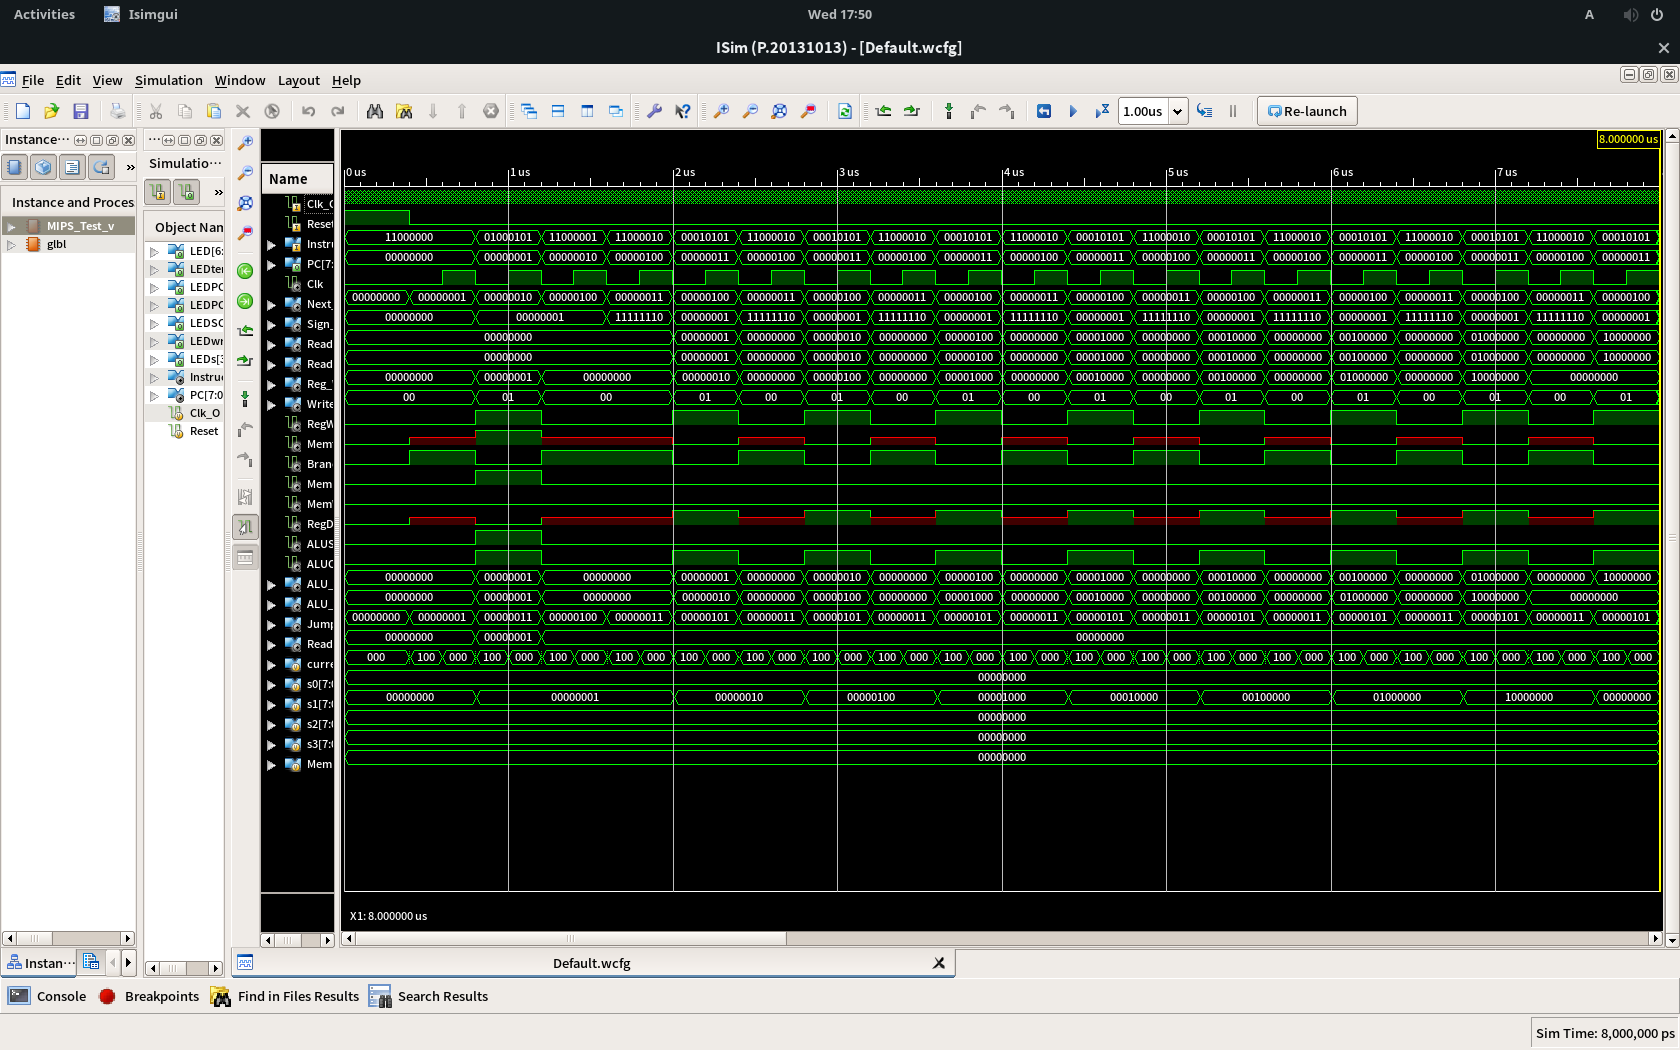 Activities Isimgui Wed 17:50 A
ISim (P.20131013) - [Default.wcfg]
File Edit View Simulation Window Layout Help
1.00us Re-launch
Instance···
Simulatio···
Instance and Proces
MIPS_Test_v
glbl
Object Nan
LED[6:
LEDter
LEDPC
LEDPC
LEDSC
LEDwr
LEDs[3
Instruc
PC[7:0
Clk_O
Reset
8.000000 us
Name
0 us 1 us 2 us 3 us 4 us 5 us 6 us 7 us
Clk_
Reset
Instru 11000000 01000101 11000001 11000010 00010101 11000010 00010101 11000010 00010101 11000010 00010101 11000010 00010101 11000010 00010101 11000010 00010101 11000010 00010101
PC[7: 00000000 00000001 00000010 00000100 00000011 00000100 00000011 00000100 00000011 00000100 00000011 00000100 00000011 00000100 00000011 00000100 00000011 00000100 00000011
Clk
Next_ 00000000 00000001 00000010 00000100 00000011 00000100 00000011 00000100 00000011 00000100 00000011 00000100 00000011 00000100 00000011 00000100 00000011 00000100 00000011 00000100
Sign_ 00000000 00000001 11111110 00000001 11111110 00000001 11111110 00000001 11111110 00000001 11111110 00000001 11111110 00000001 11111110 00000001 11111110 00000001
Read 00000000 00000001 00000000 00000010 00000000 00000100 00000000 00001000 00000000 00010000 00000000 00100000 00000000 01000000 00000000 10000000
Read 00000000 00000001 00000000 00000010 00000000 00000100 00000000 00001000 00000000 00010000 00000000 00100000 00000000 01000000 00000000 10000000
Reg_ 00000000 00000001 00000000 00000010 00000000 00000100 00000000 00001000 00000000 00010000 00000000 00100000 00000000 01000000 00000000 10000000 00000000
Write 00 01 00 01 00 01 00 01 00 01 00 01 00 01 00 01 00 01
RegW
Mem
Bran
Mem
Mem
RegD
ALUS
ALUC
ALU_ 00000000 00000001 00000000 00000001 00000000 00000010 00000000 00000100 00000000 00001000 00000000 00010000 00000000 00100000 00000000 01000000 00000000 10000000
ALU_ 00000000 00000001 00000000 00000010 00000000 00000100 00000000 00001000 00000000 00010000 00000000 00100000 00000000 01000000 00000000 10000000 00000000
Jump 00000000 00000001 00000011 00000100 00000011 00000101 00000011 00000101 00000011 00000101 00000011 00000101 00000011 00000101 00000011 00000101 00000011 00000101 00000011 00000101
Read 00000000 00000001 00000000
curre 000 100 000 100 000 100 000 100 000 100 000 100 000 100 000 100 000 100 000 100 000 100 000 100 000 100 000 100 000 100 000 100 000 100 000 100 000 100 000
s0[7:0 00000000
s1[7:0 00000000 00000001 00000010 00000100 00001000 00010000 00100000 01000000 10000000 00000000
s2[7:0 00000000
s3[7:0 00000000
Mem 00000000
X1: 8.000000 us
Instan··· Default.wcfg
Console Breakpoints Find in Files Results Search Results
Sim Time: 8,000,000 ps